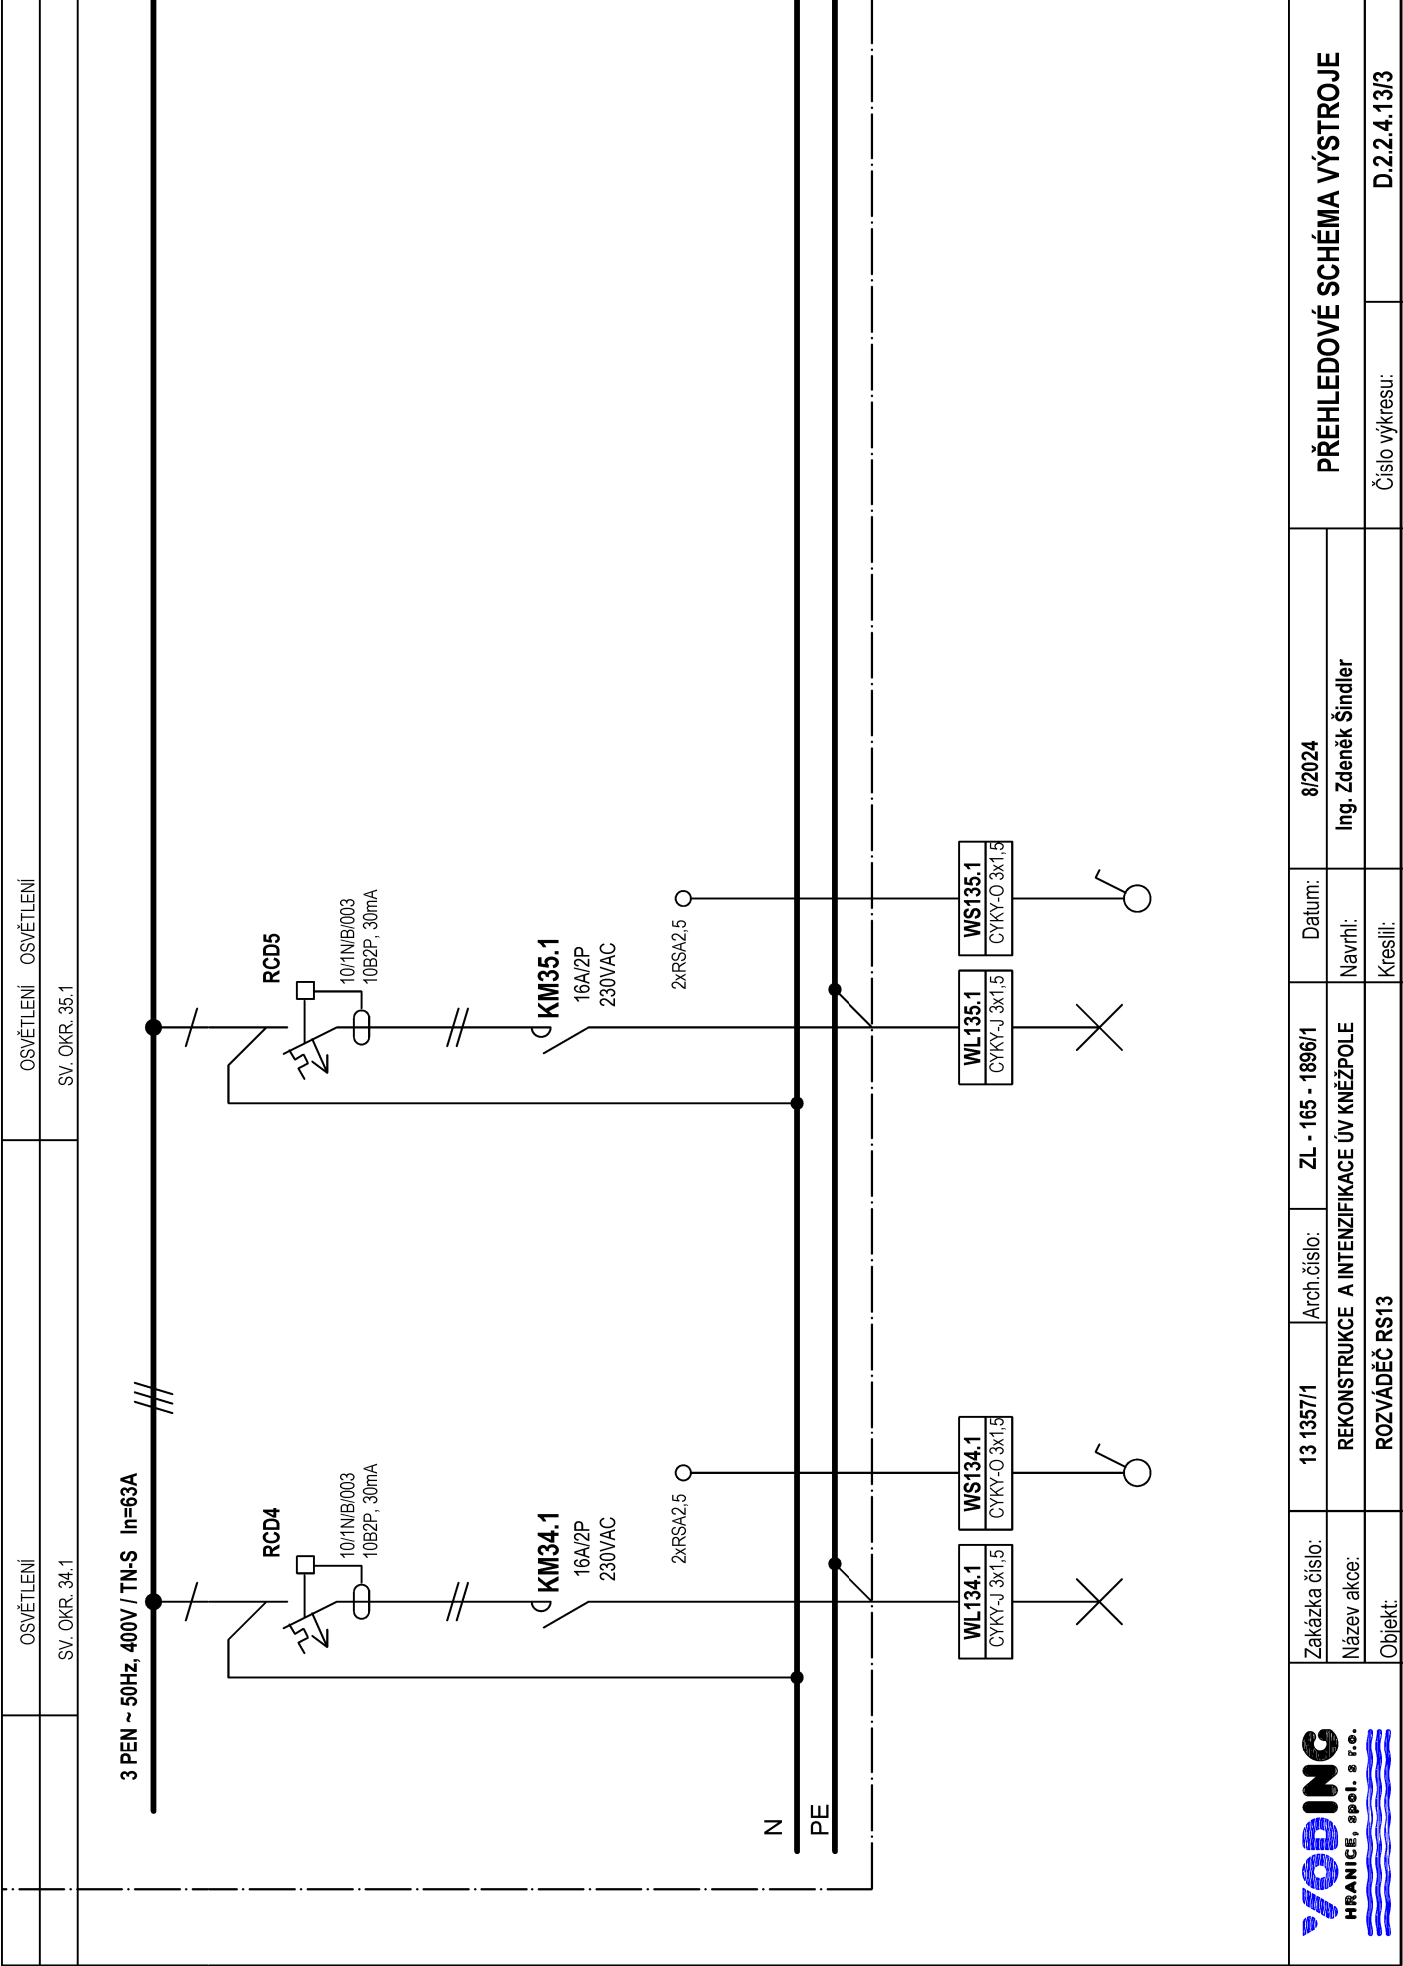 OSVĚTLENÍ
OSVĚTLENÍ
OSVĚTLENÍ
SV. OKR. 34.1
SV. OKR. 35.1
3 PEN ~ 50Hz, 400V / TN-S In=63A
RCD4
10/1N/B/003
10B2P, 30mA
KM34.1
16A/2P
230VAC
2xRSA2,5
RCD5
10/1N/B/003
10B2P, 30mA
KM35.1
16A/2P
230VAC
2xRSA2,5
N
PE
WL134.1
CYKY-J 3x1,5
WS134.1
CYKY-O 3x1,5
WL135.1
CYKY-J 3x1,5
WS135.1
CYKY-O 3x1,5
VODING
HRANICE, spol. s r.o.
Zakázka číslo: 13 1357/1 Arch.číslo: ZL - 165 - 1896/1 Datum: 8/2024
Název akce: REKONSTRUKCE A INTENZIFIKACE ÚV KNĚŽPOLE Navrhl: Ing. Zdeněk Šindler
Objekt: ROZVÁDĚČ RS13 Kreslil:
PŘEHLEDOVÉ SCHÉMA VÝSTROJE
Číslo výkresu: D.2.2.4.13/3